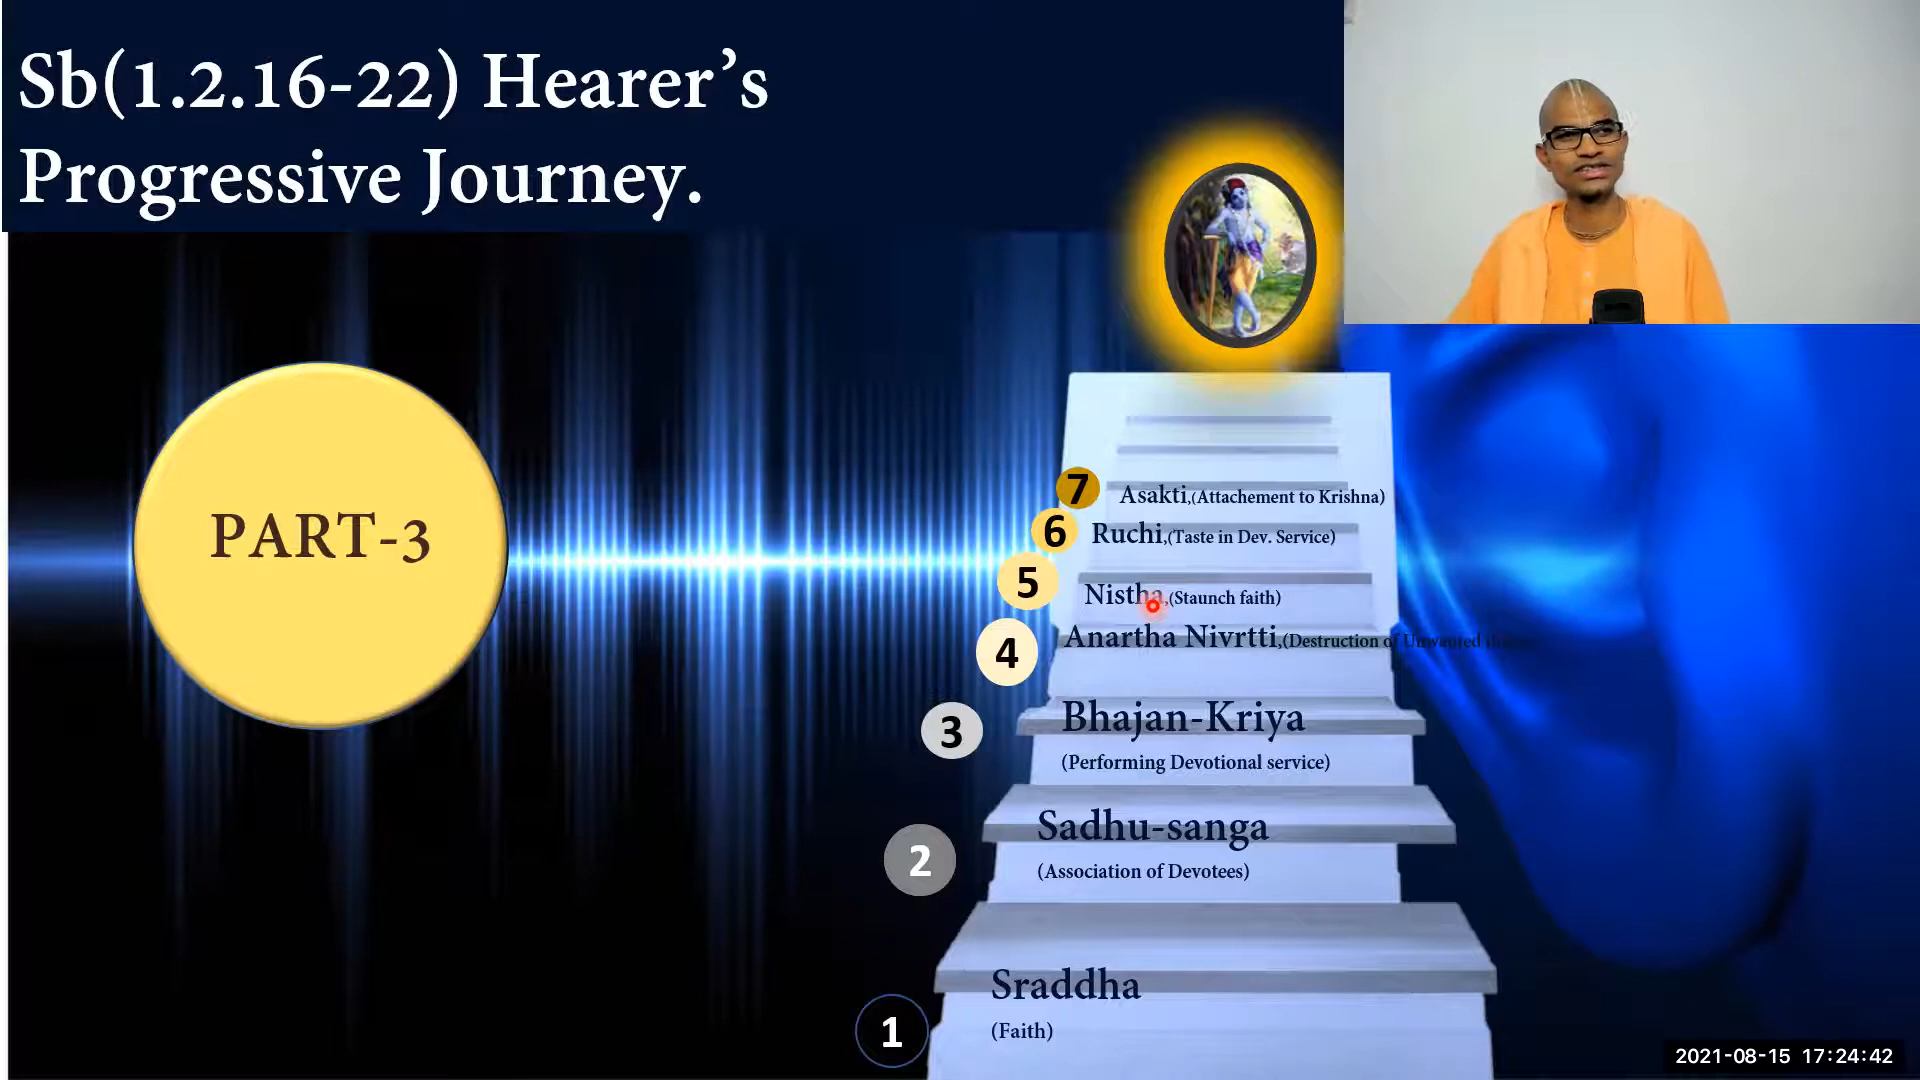 Sb(1.2.16-22) Hearer’s
Progressive Journey.
PART-3
7 Asakti,(Attachement to Krishna)
6 Ruchi,(Taste in Dev. Service)
5 Nistha,(Staunch faith)
4 Anartha Nivrtti,(Destruction of Unwanted
3 Bhajan-Kriya
(Performing Devotional service)
2 Sadhu-sanga
(Association of Devotees)
1 Sraddha
(Faith)
2021-08-15 17:24:42